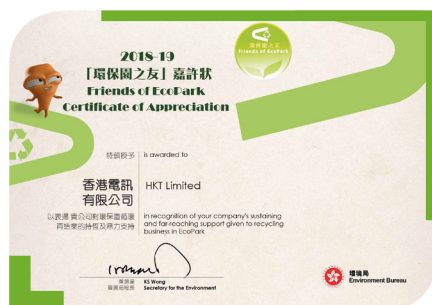 環保園之友
Friends of EcoPark
2018-19
「環保園之友」嘉許狀
Friends of EcoPark
Certificate of Appreciation
特頒授予
is awarded to
香港電訊
有限公司
HKT Limited
以表揚 貴公司對環保園循環
再造業的持恆及鼎力支持
in recognition of your company's sustaining
and far-reaching support given to recycling
business in EcoPark
黃錦星
環境局局長
KS Wong
Secretary for the Environment
環境局
Environment Bureau